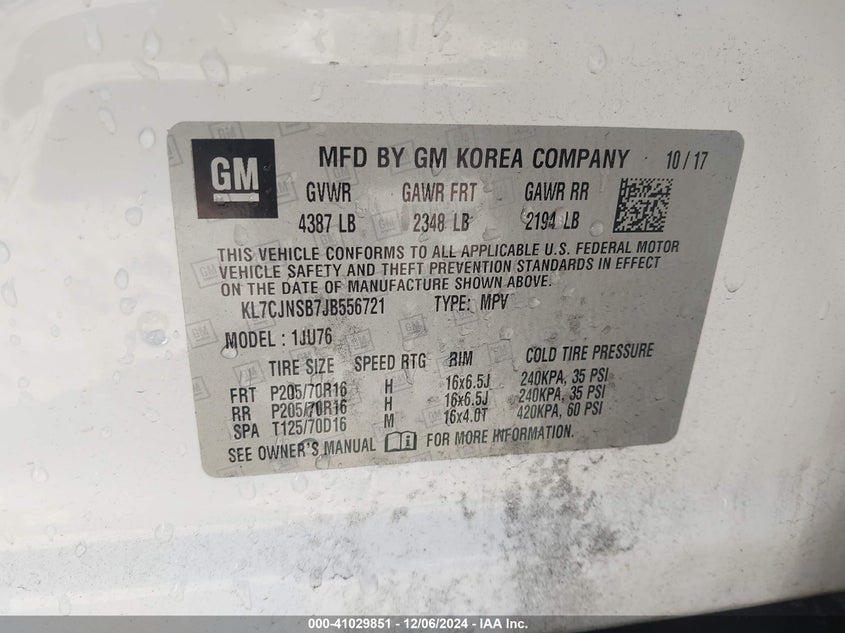 GM
MFD BY GM KOREA COMPANY 10/17
GVWR GAWR FRT GAWR RR
4387 LB 2348 LB 2194 LB
THIS VEHICLE CONFORMS TO ALL APPLICABLE U.S. FEDERAL MOTOR
VEHICLE SAFETY AND THEFT PREVENTION STANDARDS IN EFFECT
ON THE DATE OF MANUFACTURE SHOWN ABOVE.
KL7CJNSB7JB556721 TYPE: MPV
MODEL : 1JU76
TIRE SIZE SPEED RTG RIM COLD TIRE PRESSURE
FRT P205/70R16 H 16x6.5J 240KPA, 35 PSI
RR P205/70R16 H 16x6.5J 240KPA, 35 PSI
SPA T125/70D16 M 16x4.0T 420KPA, 60 PSI
SEE OWNER'S MANUAL FOR MORE INFORMATION.
000-41029851 - 12/06/2024 - IAA Inc.